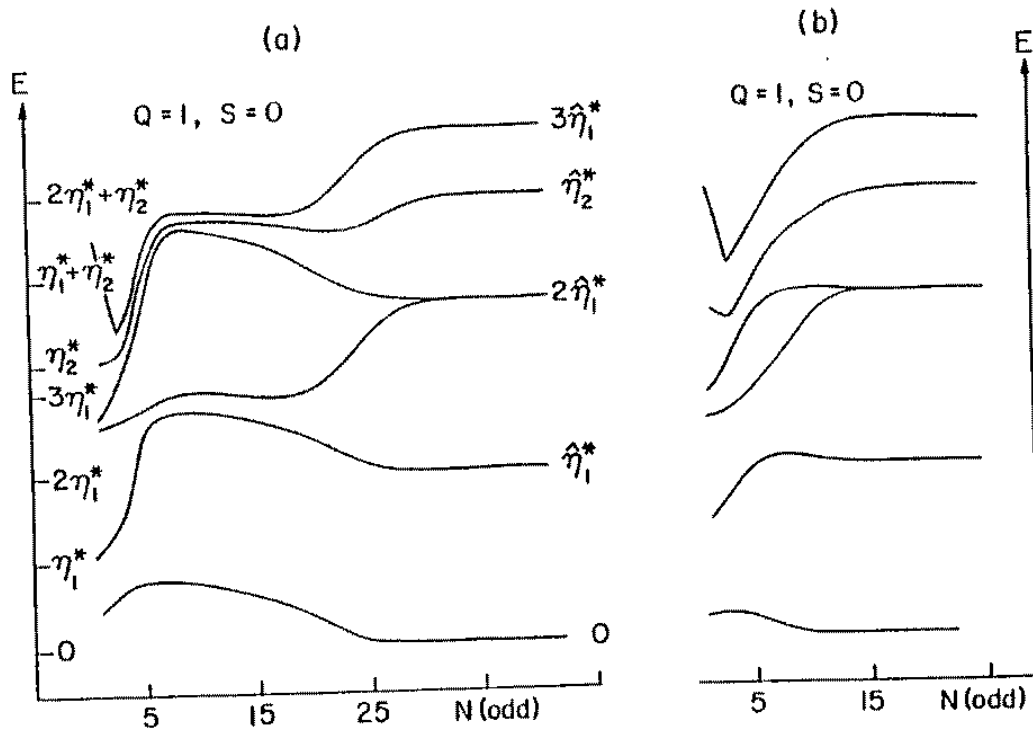 (a)
E
Q = 1, S = 0
2η₁* + η₂*
η₁* + η₂*
η₂*
3η₁*
2η₁*
η₁*
0
3η̂₁*
η̂₂*
2η̂₁*
η̂₁*
0
5 15 25 N (odd)
(b)
E
Q = 1, S = 0
5 15 N (odd)